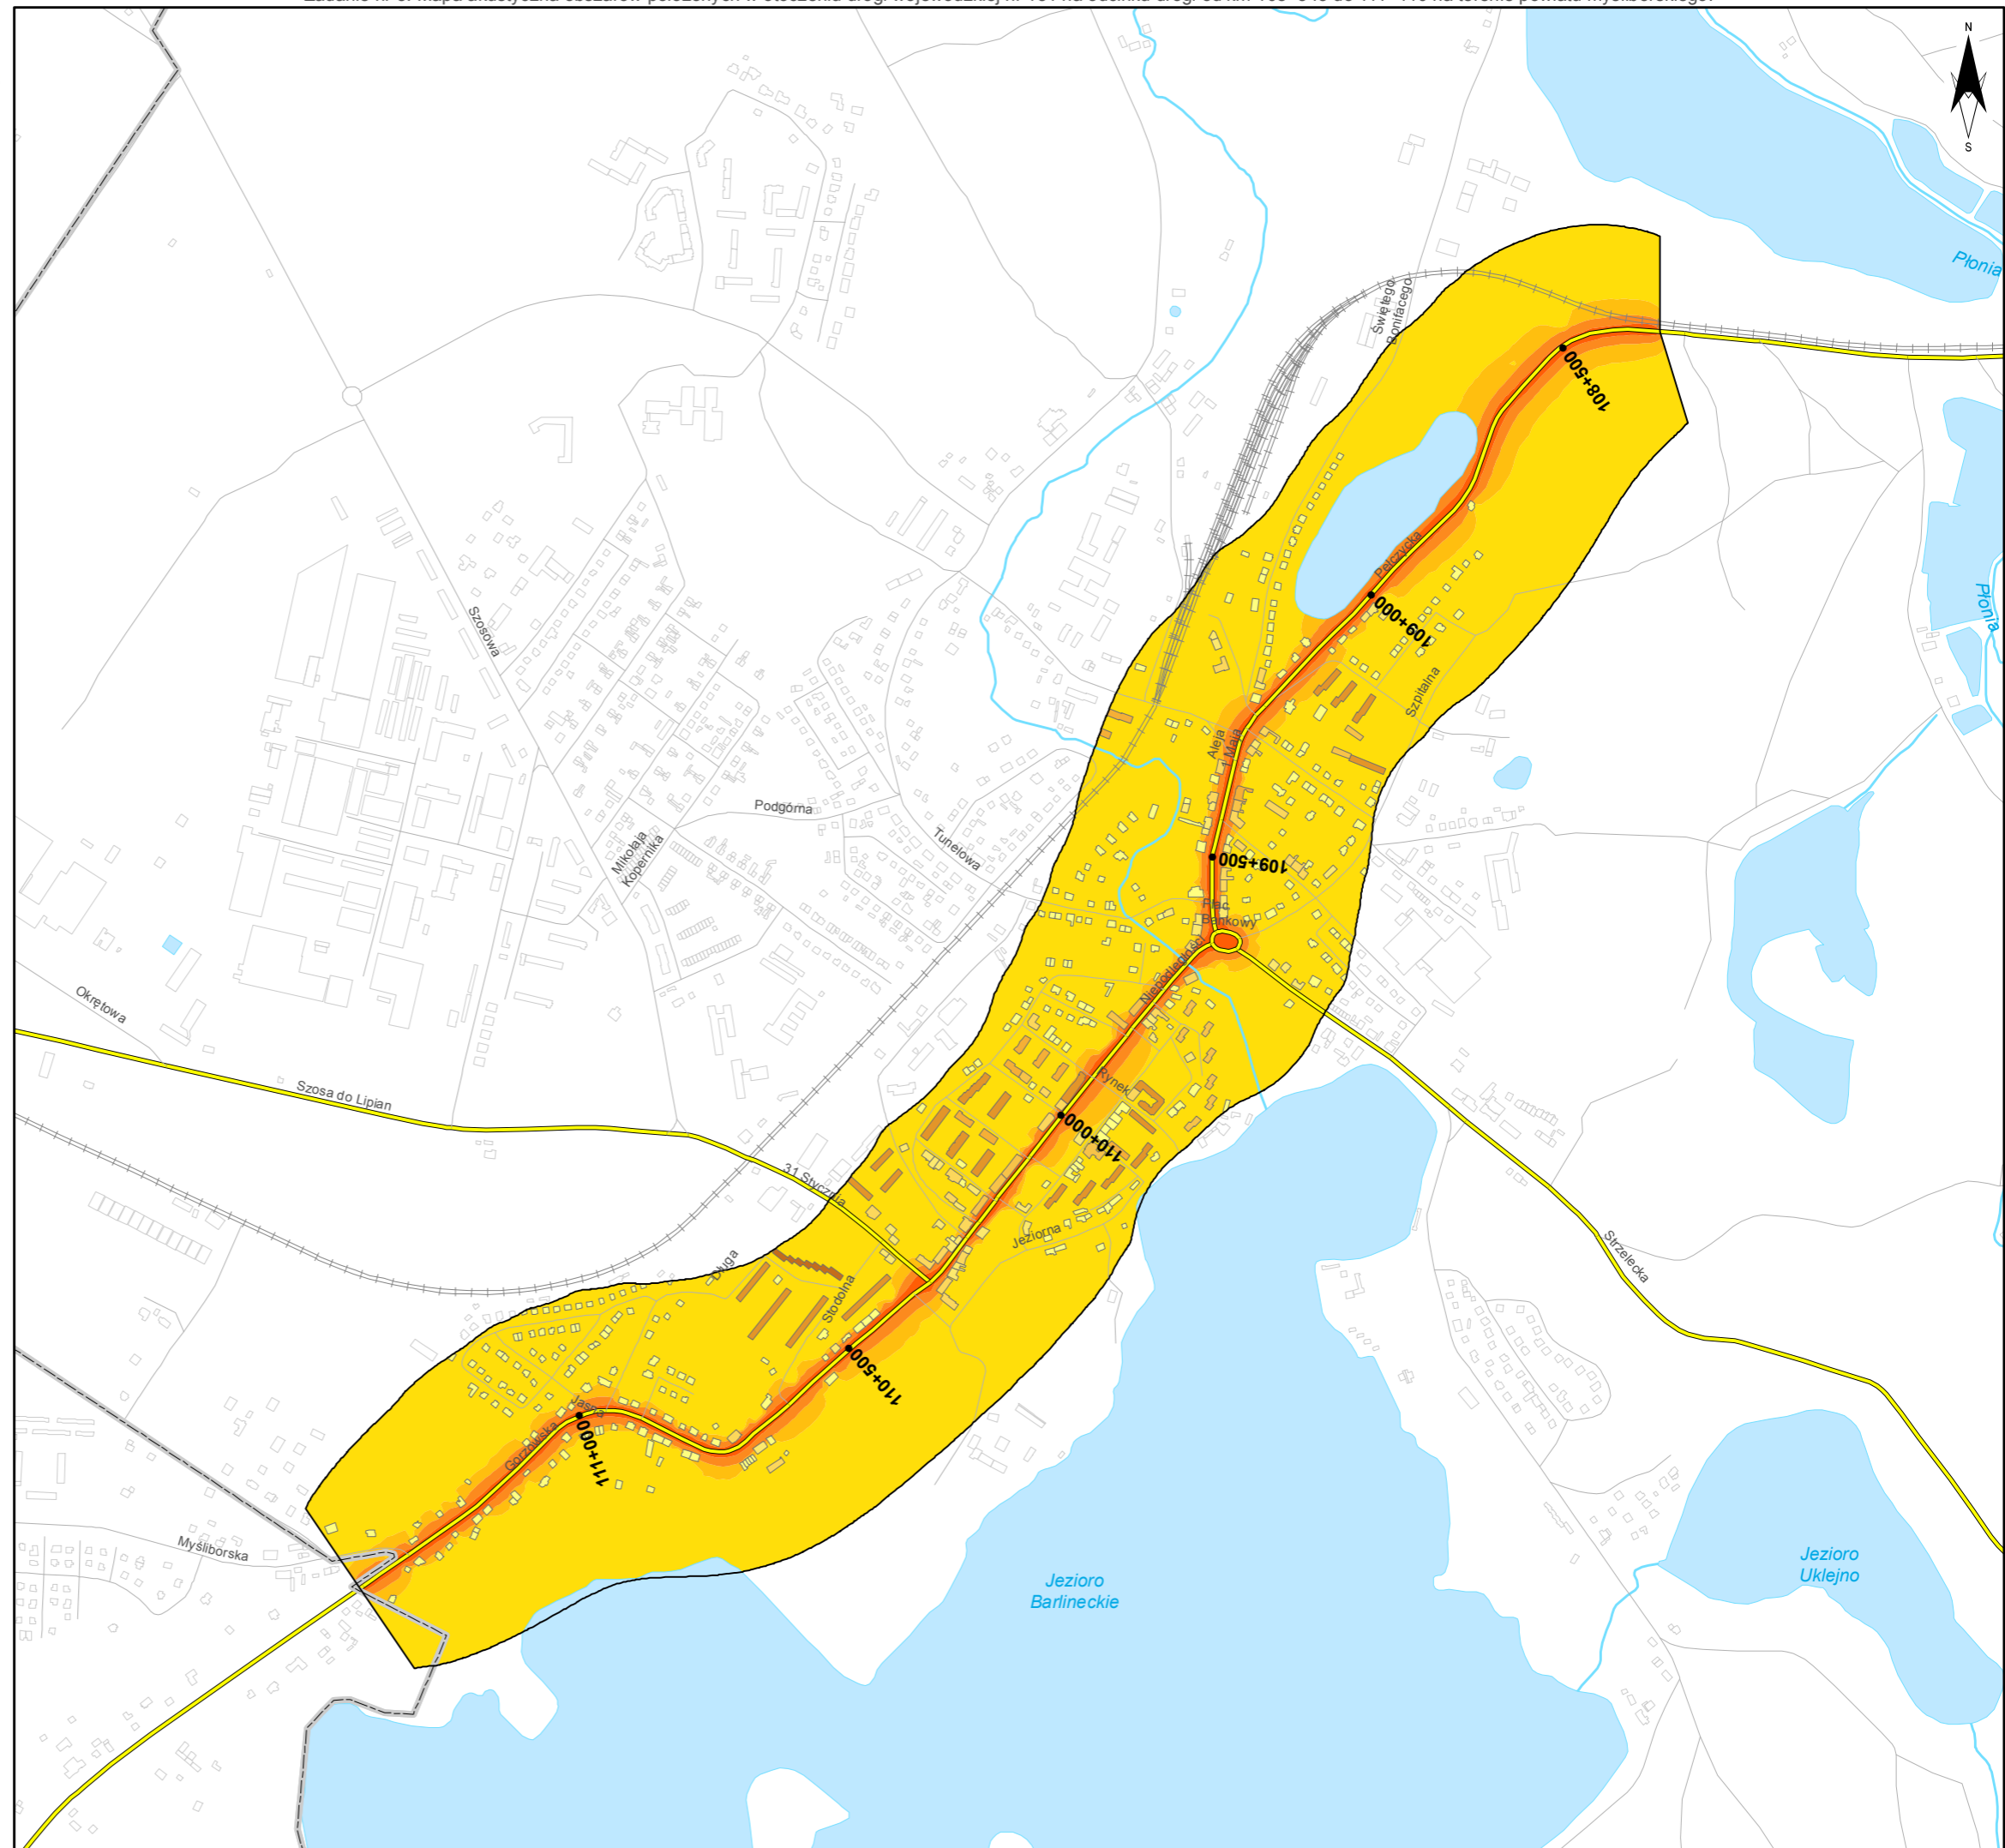 N
S
Płonia
Świętego
Bonifacego
108+500
Pełczycka
109+000
Płonia
Szosowa
Szpitalna
Aleja
1 Maja
Podgórna
Mikołaja
Kopernika
Tunelowa
109+500
Plac
Bankowy
Niepodległości
Okrętowa
Rynek
Szosa do Lipian
110+000
31 Stycznia
Jeziorna
Strzelecka
Długa
Stodolna
110+500
Jasna
Gorzowska
111+000
Myśliborska
Jezioro
Uklejno
Jezioro
Barlineckie